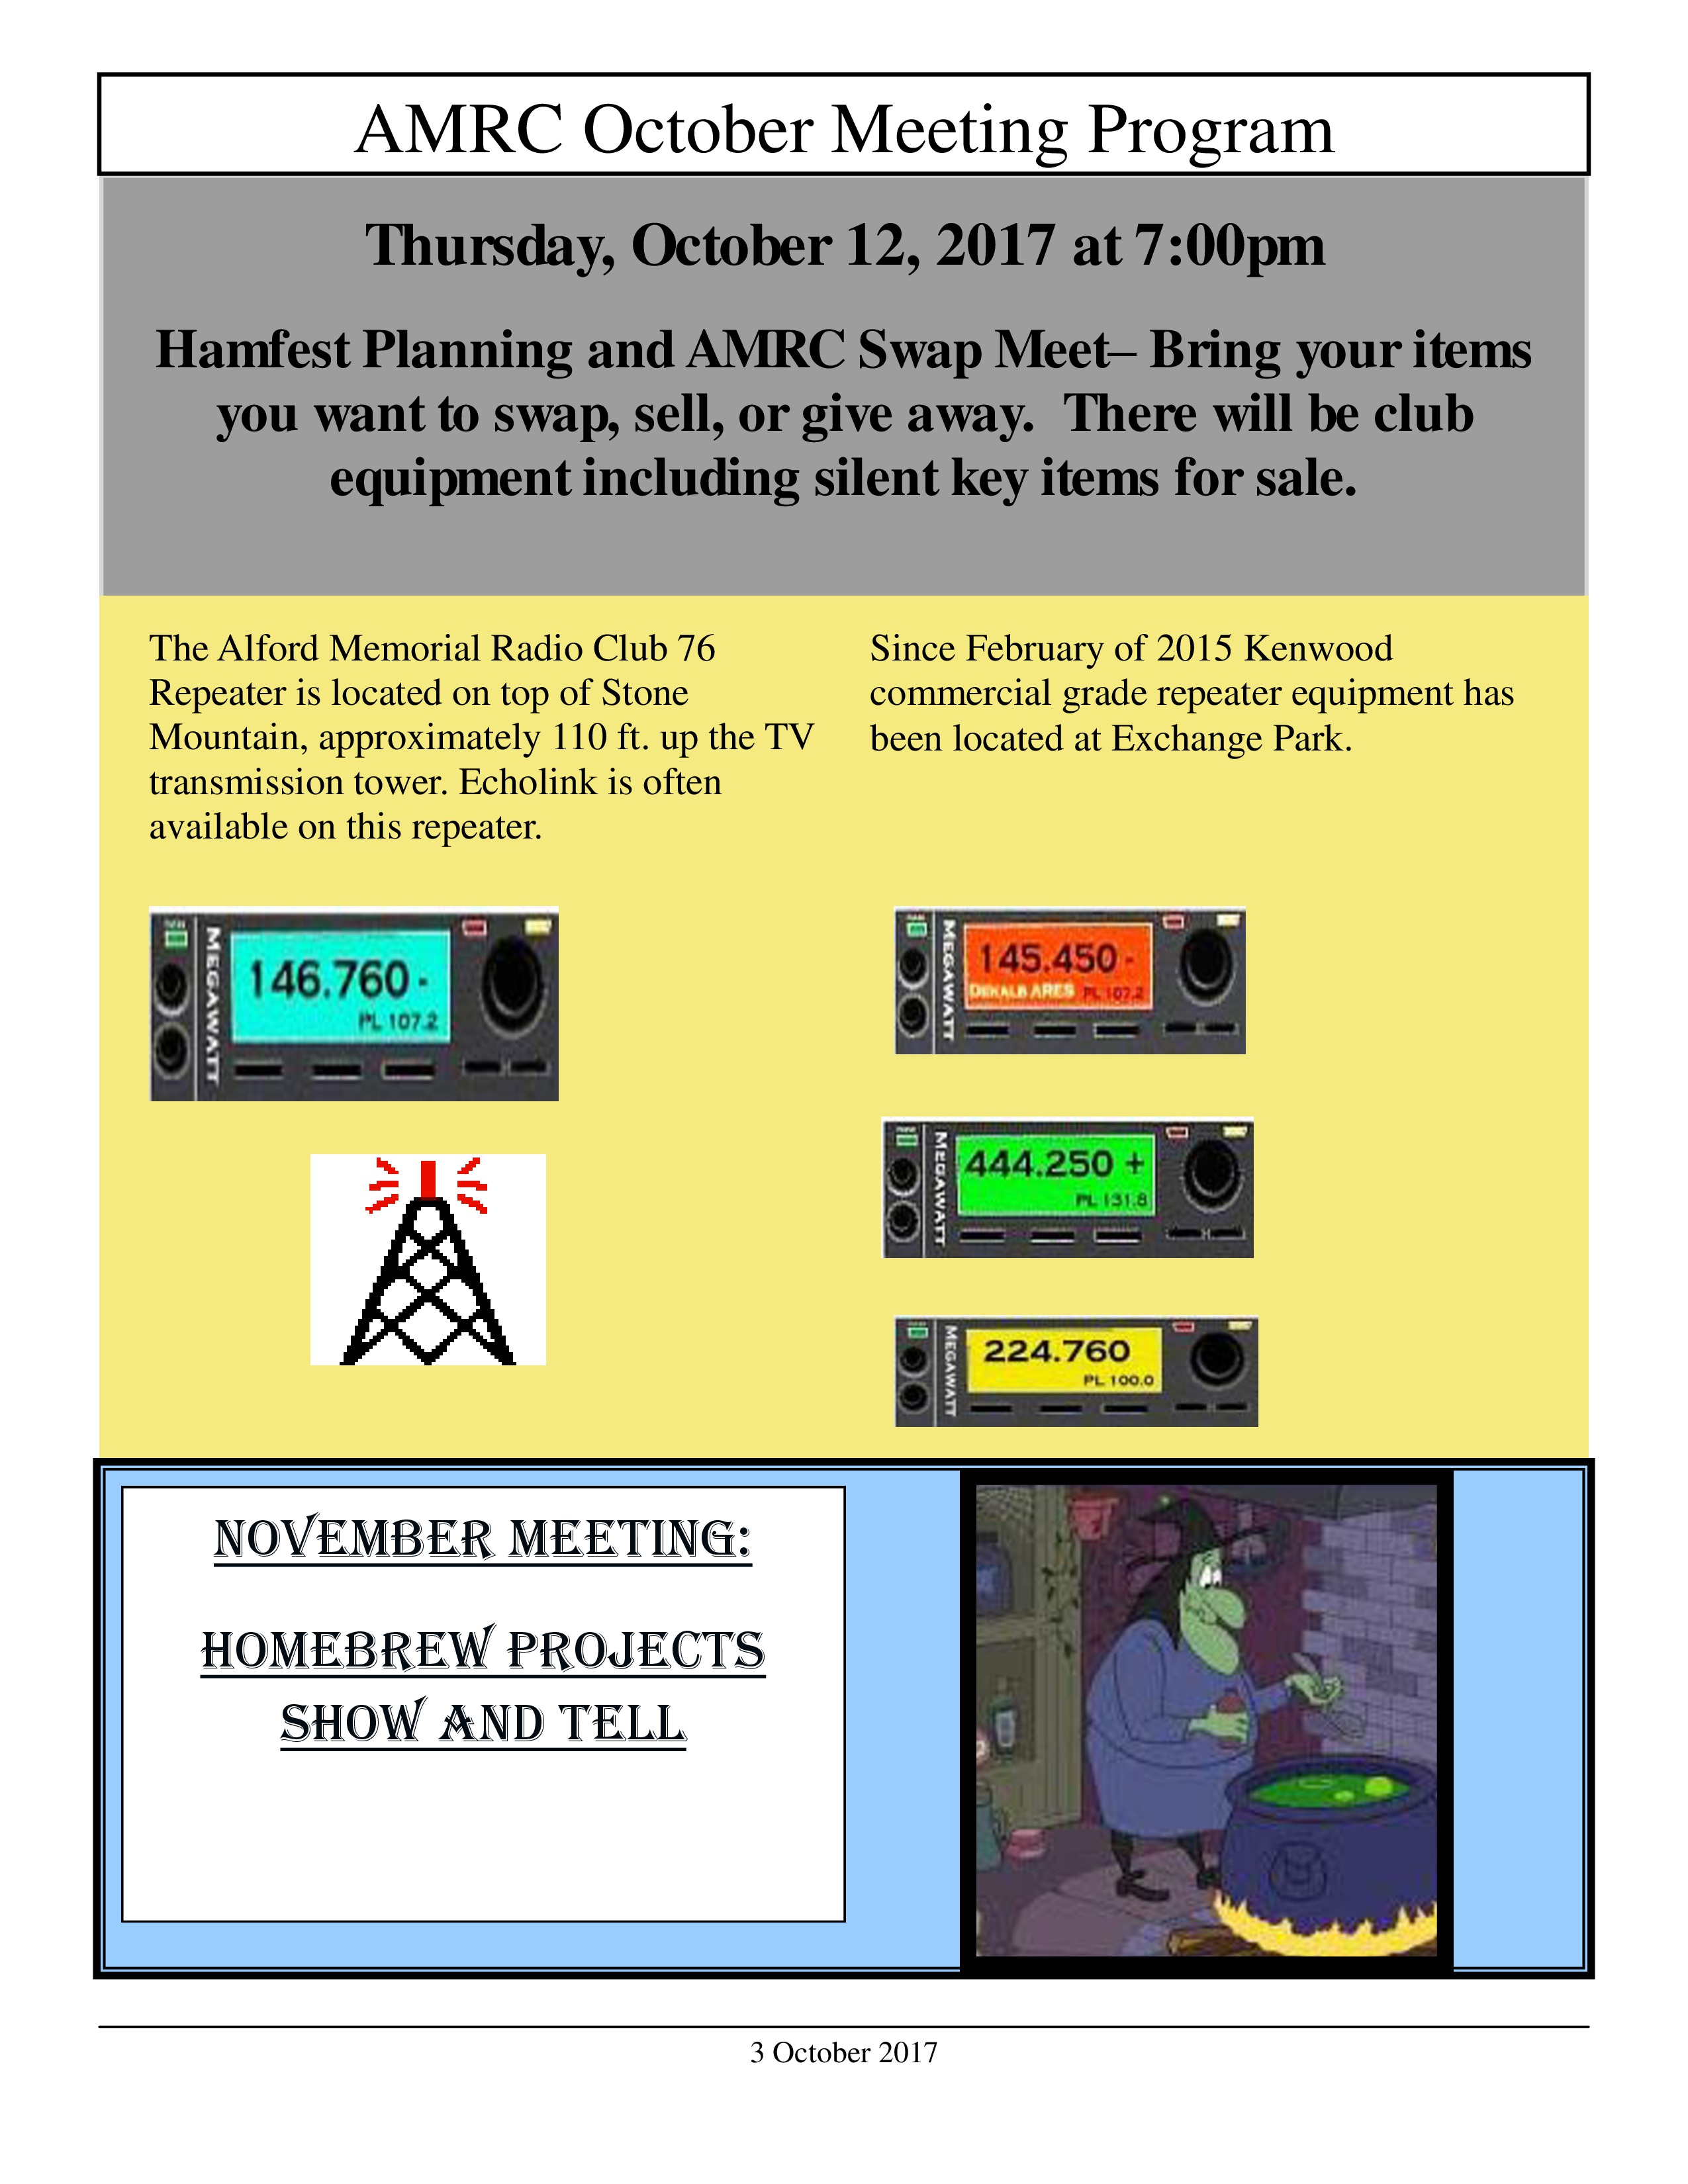 AMRC October Meeting Program
Thursday, October 12, 2017 at 7:00pm
Hamfest Planning and AMRC Swap Meet– Bring your items
you want to swap, sell, or give away.  There will be club
equipment including silent key items for sale.
The Alford Memorial Radio Club 76
Repeater is located on top of Stone
Mountain, approximately 110 ft. up the TV
transmission tower. Echolink is often
available on this repeater.
Since February of 2015 Kenwood
commercial grade repeater equipment has
been located at Exchange Park.
MEGAWATT
146.760 -
PL 107.2
MEGAWATT
145.450 -
DEKALB ARES PL 107.2
MEGAWATT
444.250 +
PL 131.8
MEGAWATT
224.760
PL 100.0
NOVEMBER MEETING:
HOMEBREW PROJECTS
SHOW AND TELL
3 October 2017